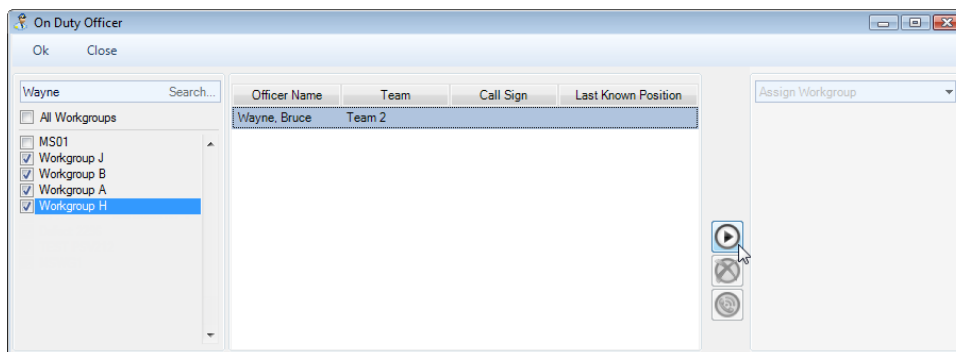 On Duty Officer
Ok Close
Wayne Search...
All Workgroups
MS01
Workgroup J
Workgroup B
Workgroup A
Workgroup H
Officer Name Team Call Sign Last Known Position
Wayne, Bruce Team 2
Assign Workgroup